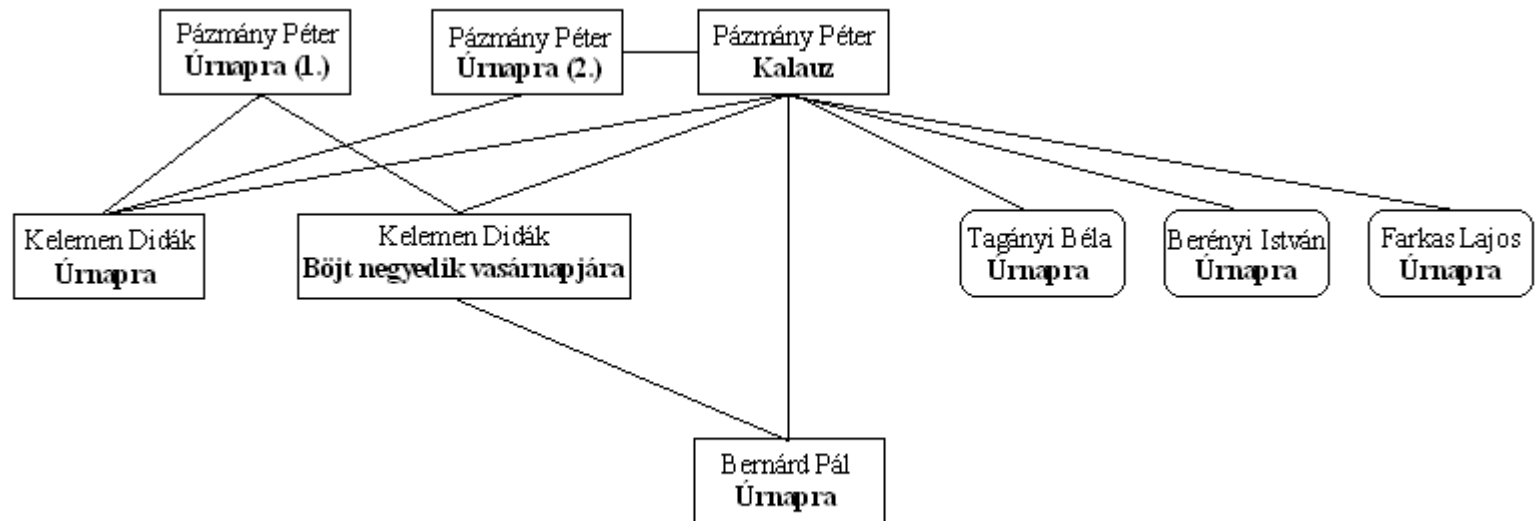 Pázmány Péter
Úrnapra (1.)
Pázmány Péter
Úrnapra (2.)
Pázmány Péter
Kalauz
Kelemen Didák
Úrnapra
Kelemen Didák
Böjt negyedik vasárnapjára
Tagányi Béla
Úrnapra
Berényi István
Úrnapra
Farkas Lajos
Úrnapra
Bernárd Pál
Úrnapra